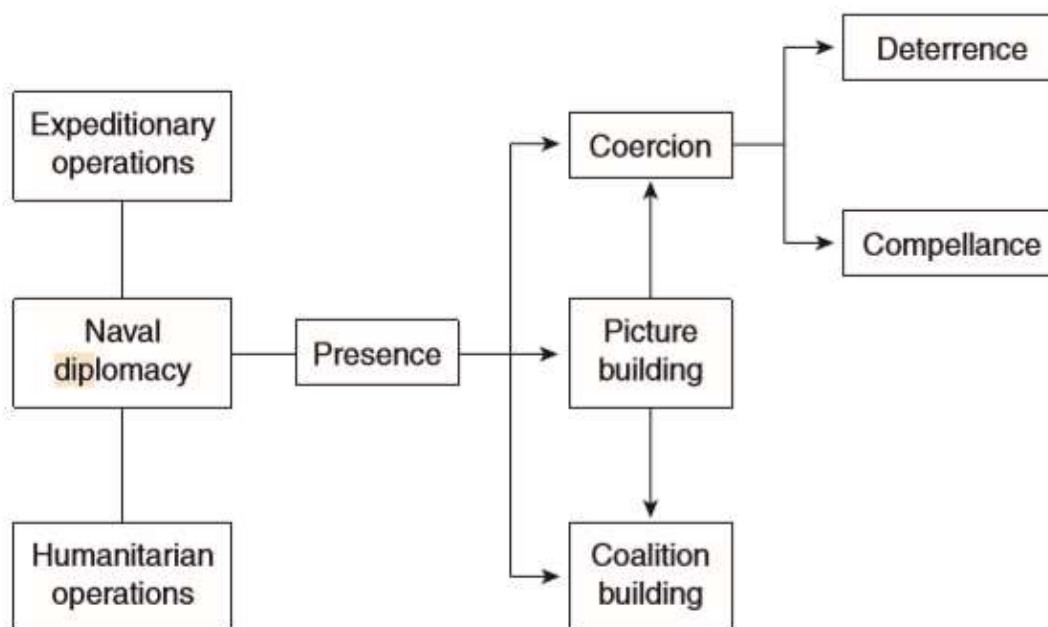 Deterrence
Expeditionary
operations
Coercion
Compellance
Naval
diplomacy
Presence
Picture
building
Humanitarian
operations
Coalition
building